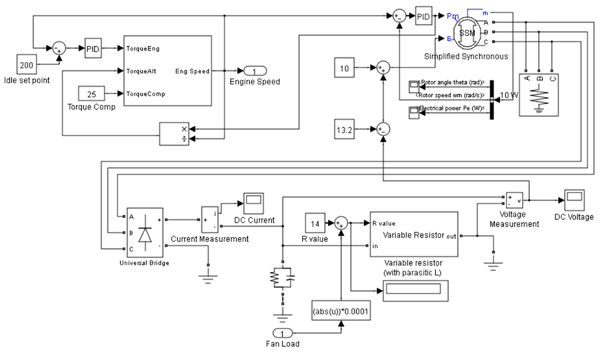 PID
Pm
m
A
B
C
E
SSM
Simplified Synchronous
200
Idle set point
PID
TorqueEng
TorqueAlt
Eng Speed
TorqueComp
25
Torque Comp
1
Engine Speed
10
13.2
Rotor angle theta (rad)
Rotor speed wm (rad/s)
Electrical power Pe (W)
10 W
A B C
×
÷
A
B
C
Universal Bridge
+
i
-
Current Measurement
DC Current
14
R value
R value
in
Variable Resistor
out
Variable resistor
(with parasitic L)
+
-
v
Voltage
Measurement
DC Voltage
(abs(u))*0.0001
1
Fan Load